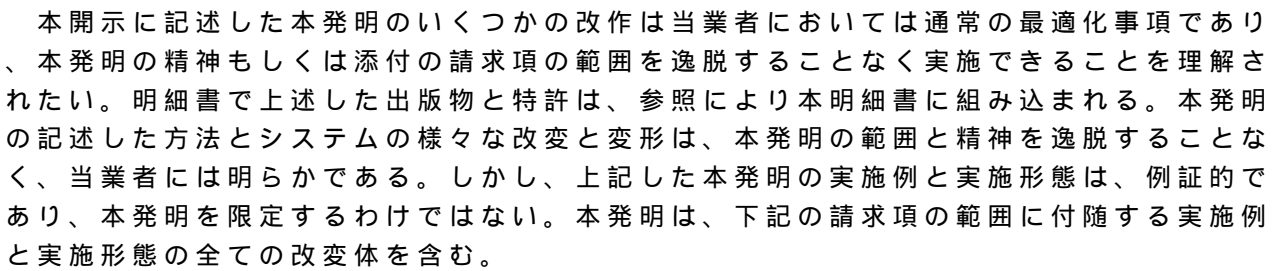 本開示に記述した本発明のいくつかの改作は当業者においては通常の最適化事項であり
、本発明の精神もしくは添付の請求項の範囲を逸脱することなく実施できることを理解さ
れたい。明細書で上述した出版物と特許は、参照により本明細書に組み込まれる。本発明
の記述した方法とシステムの様々な改変と変形は、本発明の範囲と精神を逸脱することな
く、当業者には明らかである。しかし、上記した本発明の実施例と実施形態は、例証的で
あり、本発明を限定するわけではない。本発明は、下記の請求項の範囲に付随する実施例
と実施形態の全ての改変体を含む。